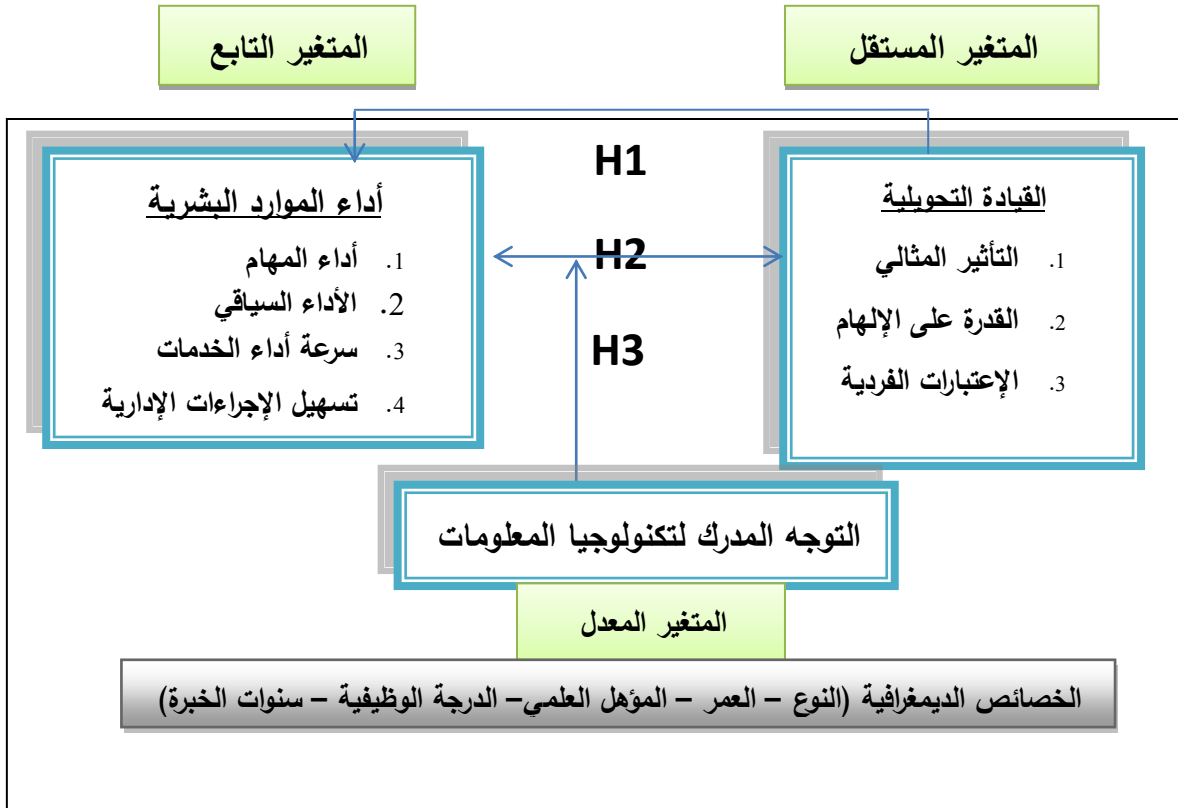 المتغير المستقل
المتغير التابع
القيادة التحويلية
1. التأثير المثالي
2. القدرة على الإلهام
3. الإعتبارات الفردية
H1
H2
H3
أداء الموارد البشرية
1. أداء المهام
2. الأداء السياقي
3. سرعة أداء الخدمات
4. تسهيل الإجراءات الإدارية
التوجه المدرك لتكنولوجيا المعلومات
المتغير المعدل
الخصائص الديمغرافية (النوع – العمر – المؤهل العلمي– الدرجة الوظيفية – سنوات الخبرة)